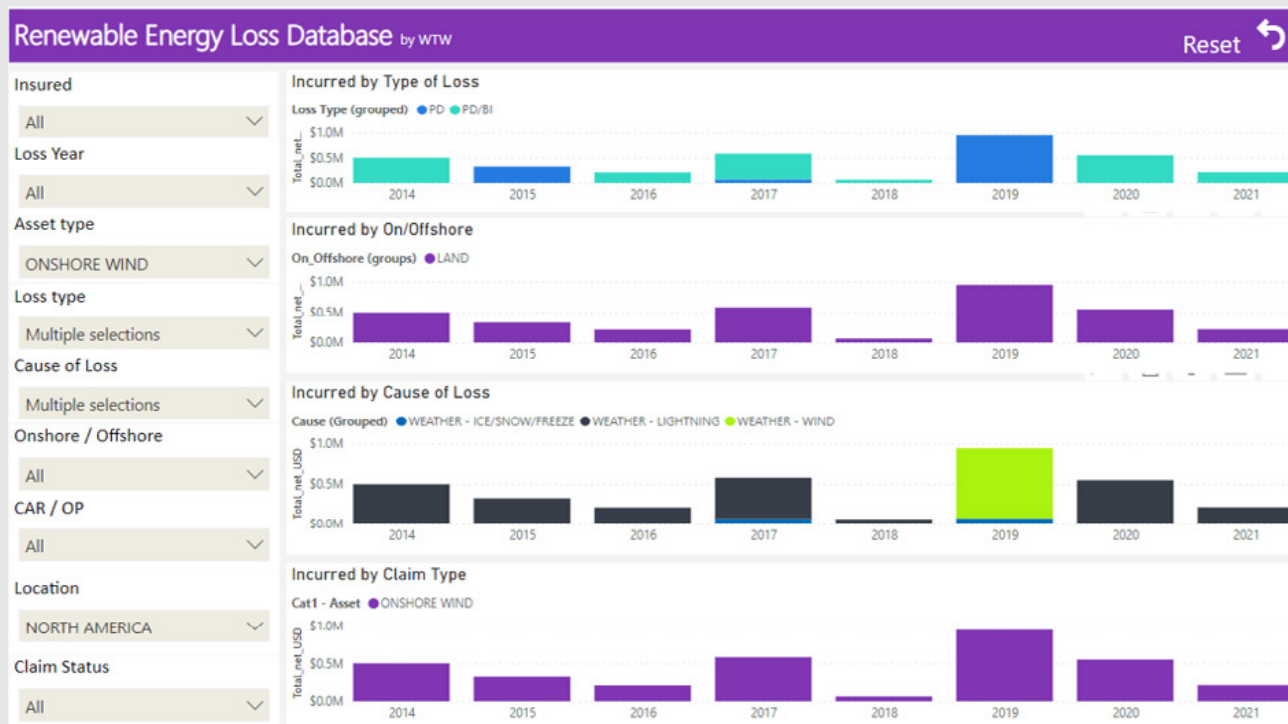 Renewable Energy Loss Database by WTW
Reset
Insured
All
Loss Year
All
Asset type
ONSHORE WIND
Loss type
Multiple selections
Cause of Loss
Multiple selections
Onshore / Offshore
All
CAR / OP
All
Location
NORTH AMERICA
Claim Status
All
Incurred by Type of Loss
Loss Type (grouped) PD PD/BI
Total_net_...
$1.0M
$0.5M
$0.0M
2014 2015 2016 2017 2018 2019 2020 2021
Incurred by On/Offshore
On_Offshore (groups) LAND
Total_net_...
$1.0M
$0.5M
$0.0M
2014 2015 2016 2017 2018 2019 2020 2021
Incurred by Cause of Loss
Cause (Grouped) WEATHER - ICE/SNOW/FREEZE WEATHER - LIGHTNING WEATHER - WIND
Total_net_USD
$1.0M
$0.5M
$0.0M
2014 2015 2016 2017 2018 2019 2020 2021
Incurred by Claim Type
Cat1 - Asset ONSHORE WIND
Total_net_USD
$1.0M
$0.5M
$0.0M
2014 2015 2016 2017 2018 2019 2020 2021